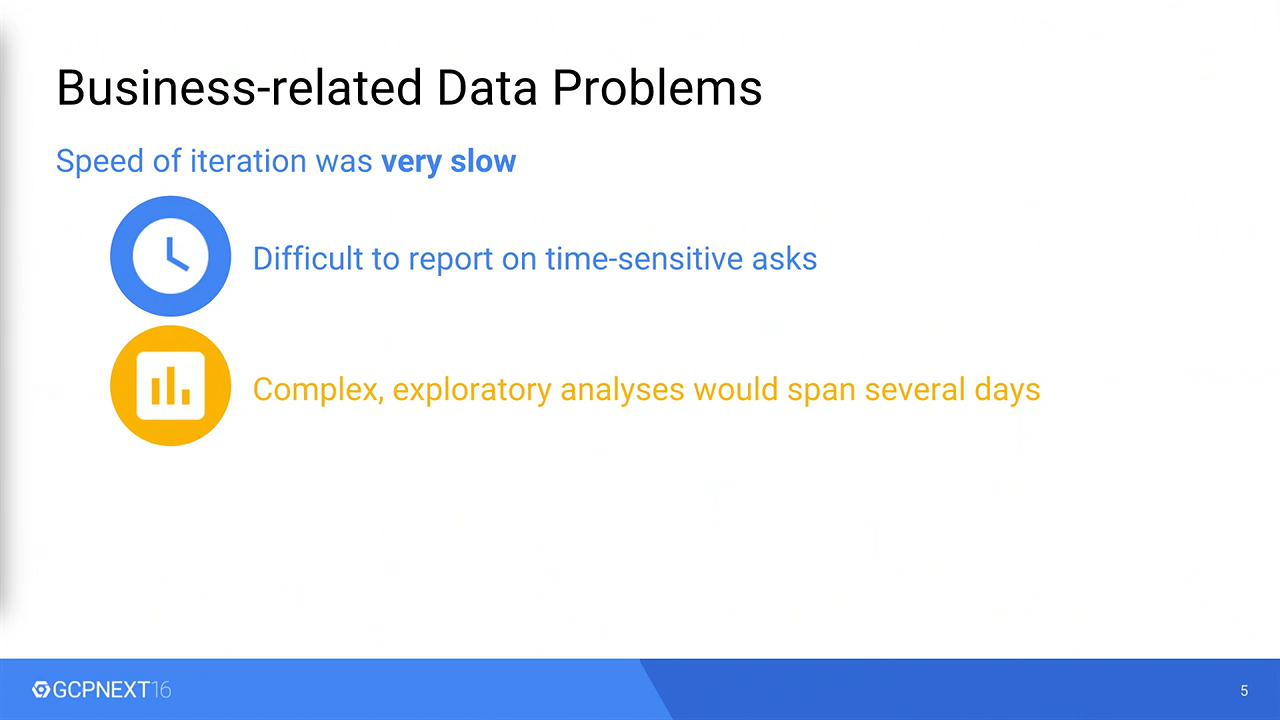 Business-related Data Problems
Speed of iteration was very slow
Difficult to report on time-sensitive asks
Complex, exploratory analyses would span several days
GCPNEXT16
5